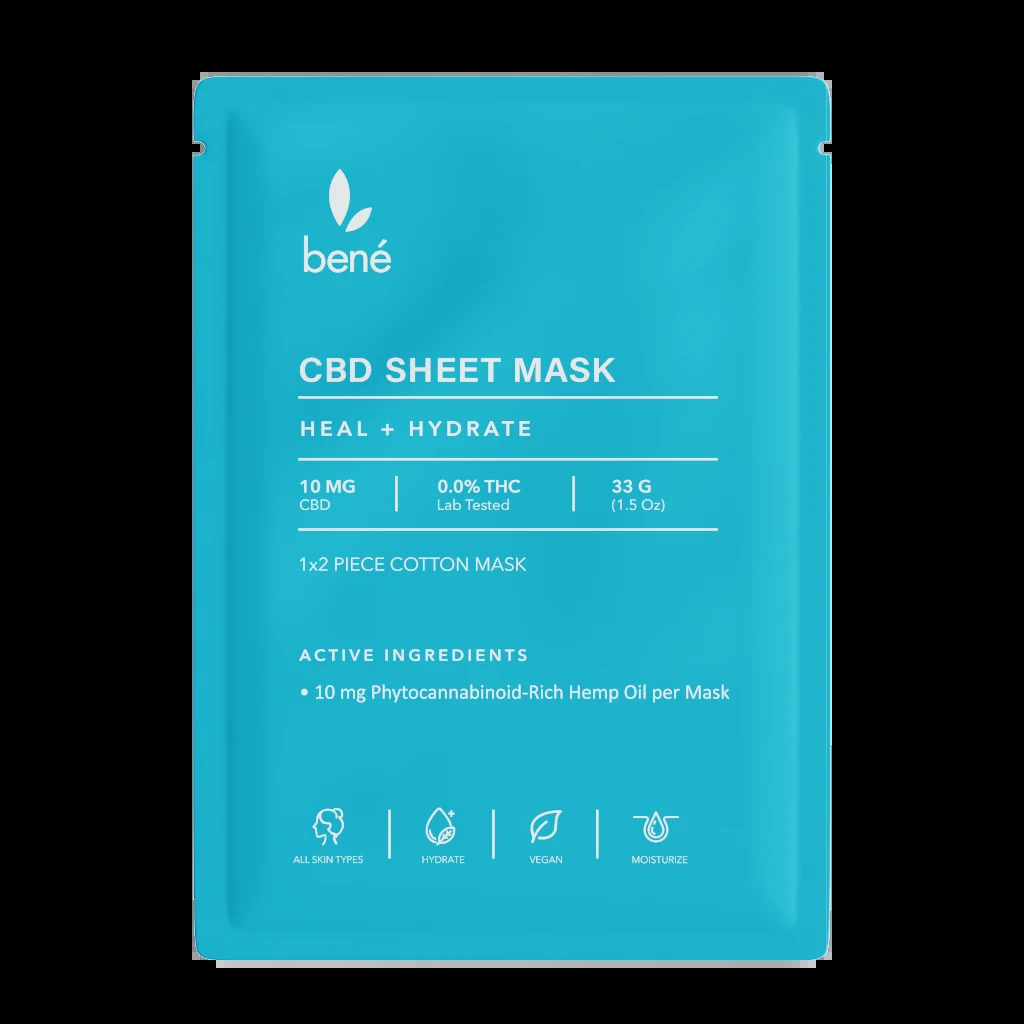 bené
CBD SHEET MASK
HEAL + HYDRATE
10 MG 0.0% THC 33 G
CBD Lab Tested (1.5 Oz)
1x2 PIECE COTTON MASK
ACTIVE INGREDIENTS
• 10 mg Phytocannabinoid-Rich Hemp Oil per Mask
ALL SKIN TYPES HYDRATE VEGAN MOISTURIZE